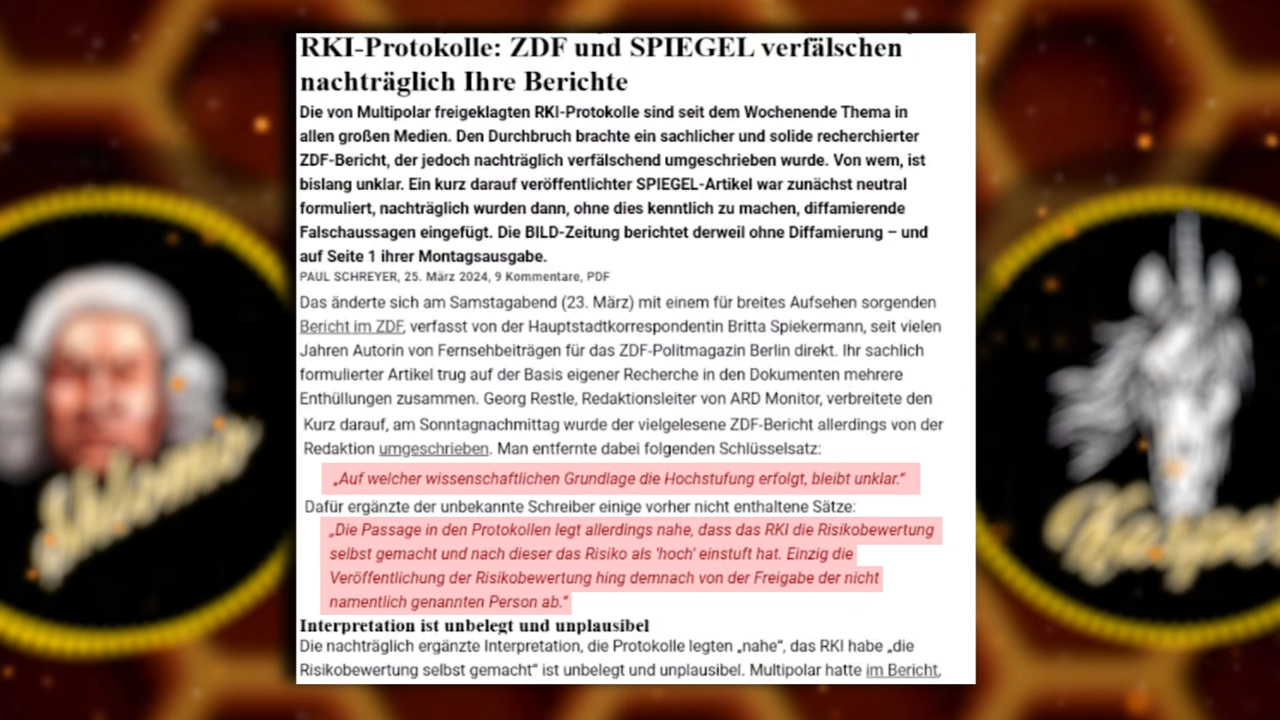 RKI-Protokolle: ZDF und SPIEGEL verfälschen
nachträglich Ihre Berichte
Die von Multipolar freigeklagten RKI-Protokolle sind seit dem Wochenende Thema in
allen großen Medien. Den Durchbruch brachte ein sachlicher und solide recherchierter
ZDF-Bericht, der jedoch nachträglich verfälschend umgeschrieben wurde. Von wem, ist
bislang unklar. Ein kurz darauf veröffentlichter SPIEGEL-Artikel war zunächst neutral
formuliert, nachträglich wurden dann, ohne dies kenntlich zu machen, diffamierende
Falschaussagen eingefügt. Die BILD-Zeitung berichtet derweil ohne Diffamierung – und
auf Seite 1 ihrer Montagsausgabe.
PAUL SCHREYER, 25. März 2024, 9 Kommentare, PDF
Das änderte sich am Samstagabend (23. März) mit einem für breites Aufsehen sorgenden
Bericht im ZDF, verfasst von der Hauptstadtkorrespondentin Britta Spiekermann, seit vielen
Jahren Autorin von Fernsehbeiträgen für das ZDF-Politmagazin Berlin direkt. Ihr sachlich
formulierter Artikel trug auf der Basis eigener Recherche in den Dokumenten mehrere
Enthüllungen zusammen. Georg Restle, Redaktionsleiter von ARD Monitor, verbreitete den
Kurz darauf, am Sonntagnachmittag wurde der vielgelesene ZDF-Bericht allerdings von der
Redaktion umgeschrieben. Man entfernte dabei folgenden Schlüsselsatz:
„Auf welcher wissenschaftlichen Grundlage die Hochstufung erfolgt, bleibt unklar.“
Dafür ergänzte der unbekannte Schreiber einige vorher nicht enthaltene Sätze:
„Die Passage in den Protokollen legt allerdings nahe, dass das RKI die Risikobewertung
selbst gemacht und nach dieser das Risiko als 'hoch' einstuft hat. Einzig die
Veröffentlichung der Risikobewertung hing demnach von der Freigabe der nicht
namentlich genannten Person ab.“
Interpretation ist unbelegt und unplausibel
Die nachträglich ergänzte Interpretation, die Protokolle legten „nahe“, das RKI habe „die
Risikobewertung selbst gemacht“ ist unbelegt und unplausibel. Multipolar hatte im Bericht,